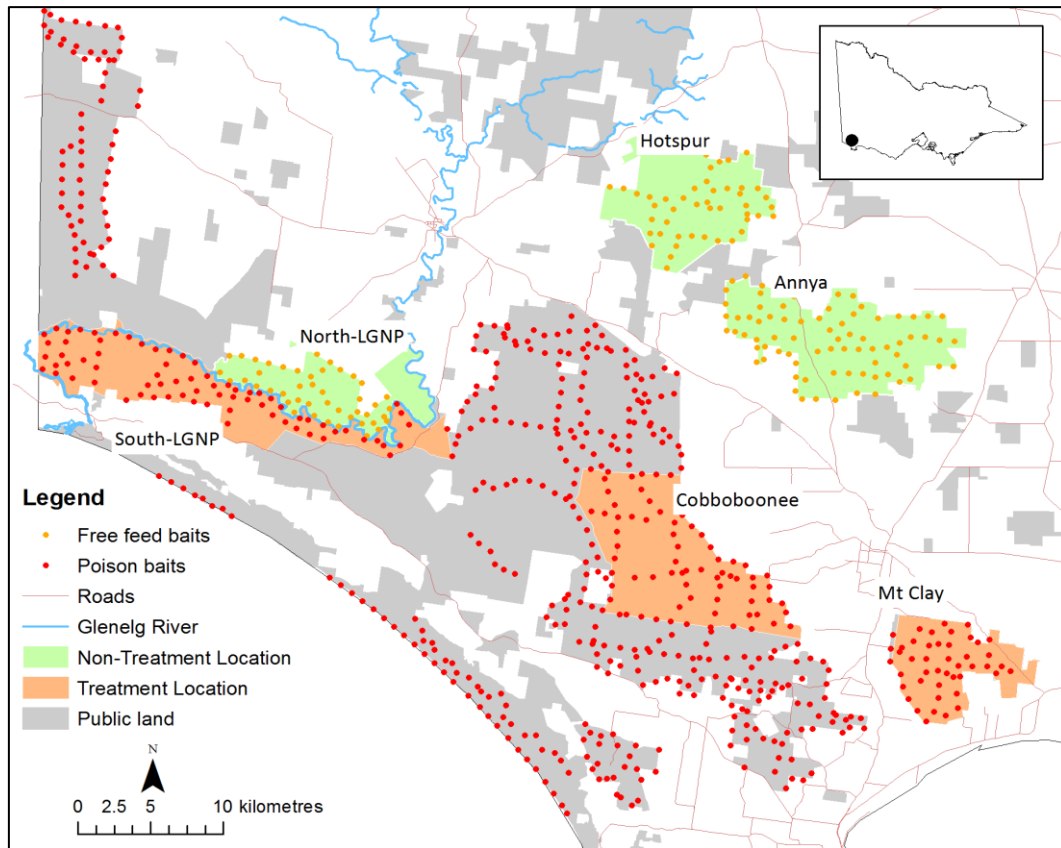 Hotspur
Annya
North-LGNP
South-LGNP
Cobboboonee
Mt Clay
Legend
Free feed baits
Poison baits
Roads
Glenelg River
Non-Treatment Location
Treatment Location
Public land
N
0 2.5 5 10 kilometres